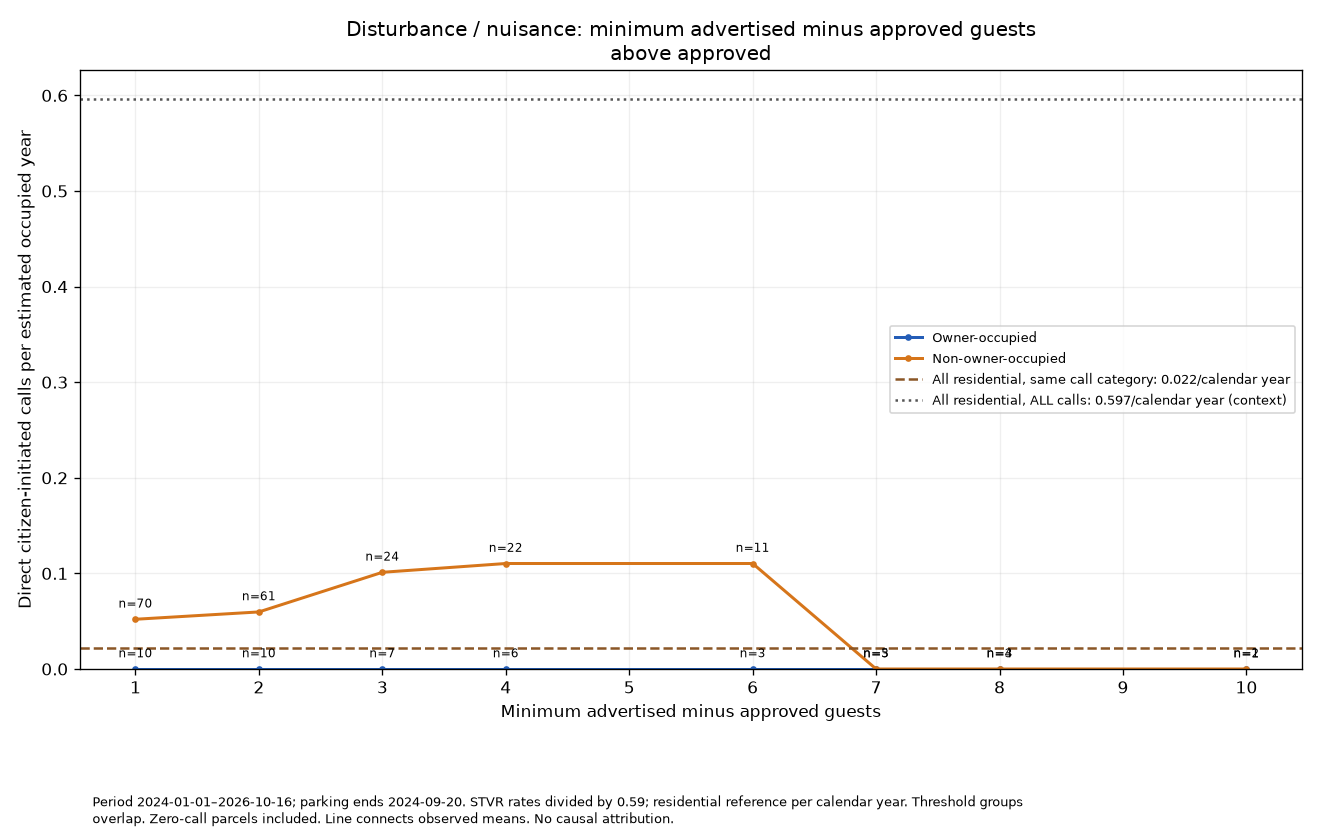 Disturbance / nuisance: minimum advertised minus approved guests
above approved
Direct citizen-initiated calls per estimated occupied year
0.6
0.5
0.4
0.3
0.2
0.1
0.0
Owner-occupied
Non-owner-occupied
All residential, same call category: 0.022/calendar year
All residential, ALL calls: 0.597/calendar year (context)
n=70
n=61
n=24
n=22
n=11
n=10
n=10
n=7
n=6
n=3
1 2 3 4 5 6 7 8 9 10
Minimum advertised minus approved guests
Period 2024-01-01–2026-10-16; parking ends 2024-09-20. STVR rates divided by 0.59; residential reference per calendar year. Threshold groups
overlap. Zero-call parcels included. Line connects observed means. No causal attribution.